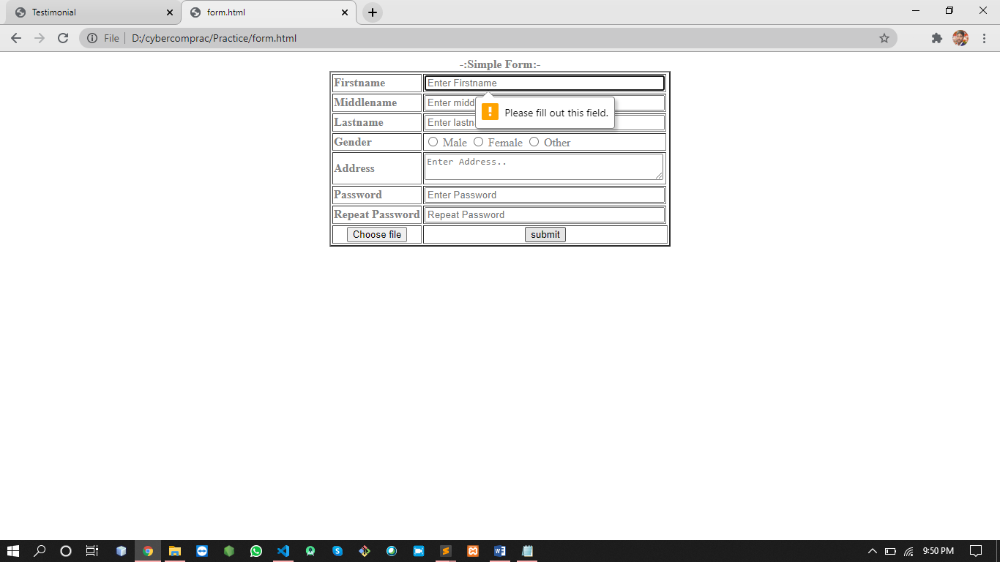 Testimonial
form.html
File D:/cybercomprac/Practice/form.html
-:Simple Form:-
Firstname Enter Firstname
Middlename Enter midd
Please fill out this field.
Lastname Enter lastn
Gender Male Female Other
Address Enter Address..
Password Enter Password
Repeat Password Repeat Password
Choose file submit
9:50 PM